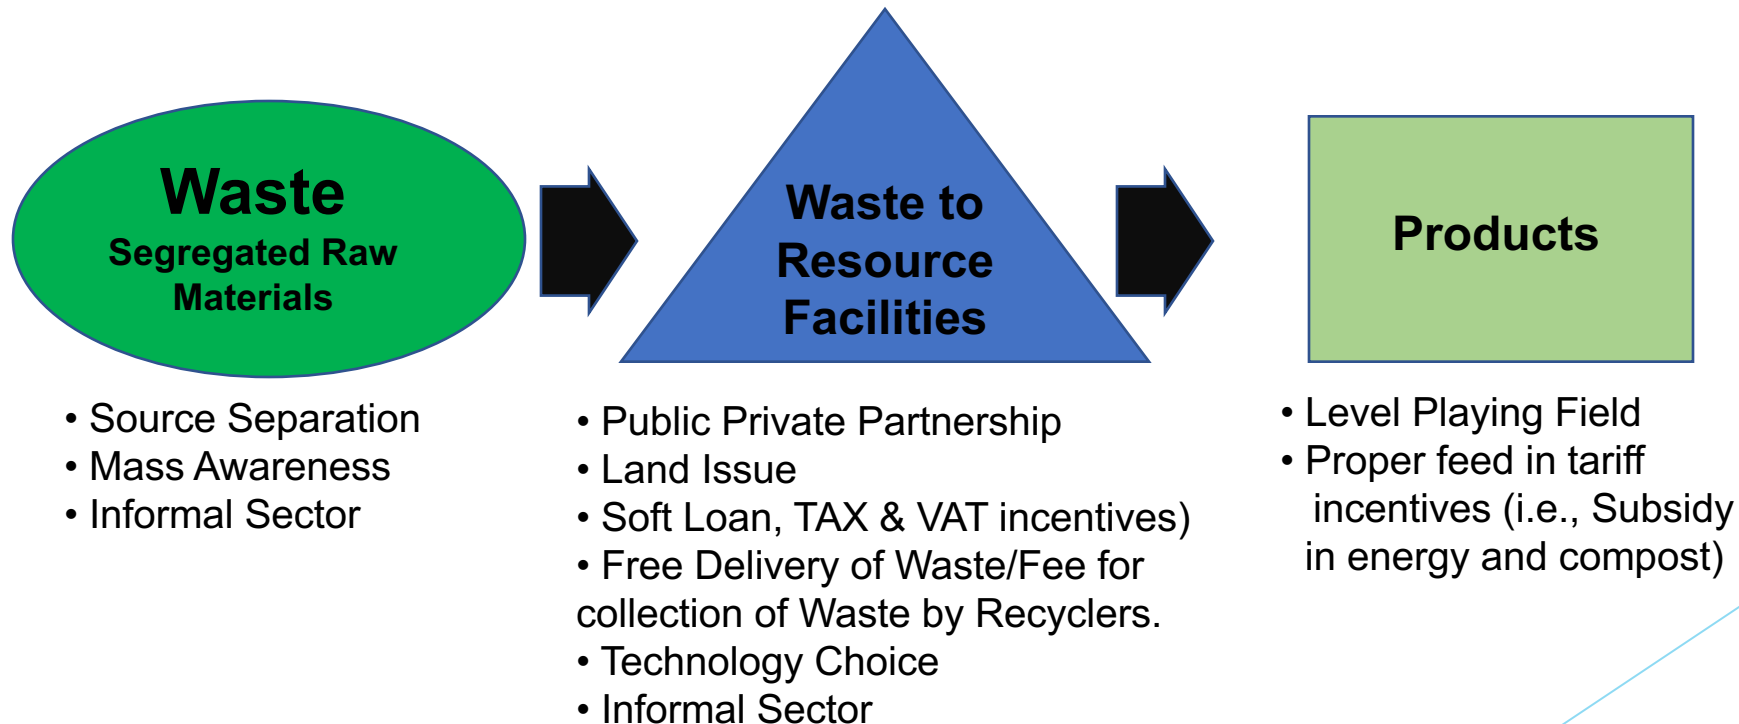 Waste
Segregated Raw
Materials
• Source Separation
• Mass Awareness
• Informal Sector
Waste to
Resource
Facilities
• Public Private Partnership
• Land Issue
• Soft Loan, TAX & VAT incentives)
• Free Delivery of Waste/Fee for
collection of Waste by Recyclers.
• Technology Choice
• Informal Sector
Products
• Level Playing Field
• Proper feed in tariff
incentives (i.e., Subsidy
in energy and compost)